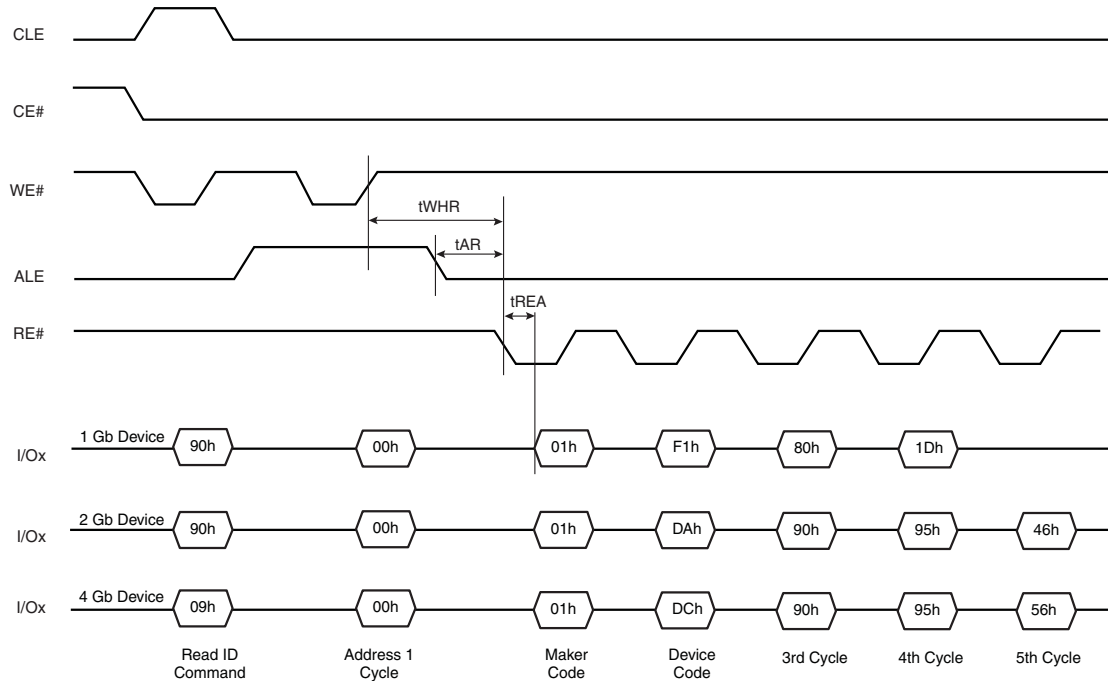 CLE
CE#
WE#
tWHR
tAR
ALE
tREA
RE#
1 Gb Device
I/Ox 90h 00h 01h F1h 80h 1Dh
2 Gb Device
I/Ox 90h 00h 01h DAh 90h 95h 46h
4 Gb Device
I/Ox 09h 00h 01h DCh 90h 95h 56h
Read ID Address 1 Maker Device 3rd Cycle 4th Cycle 5th Cycle
Command Cycle Code Code